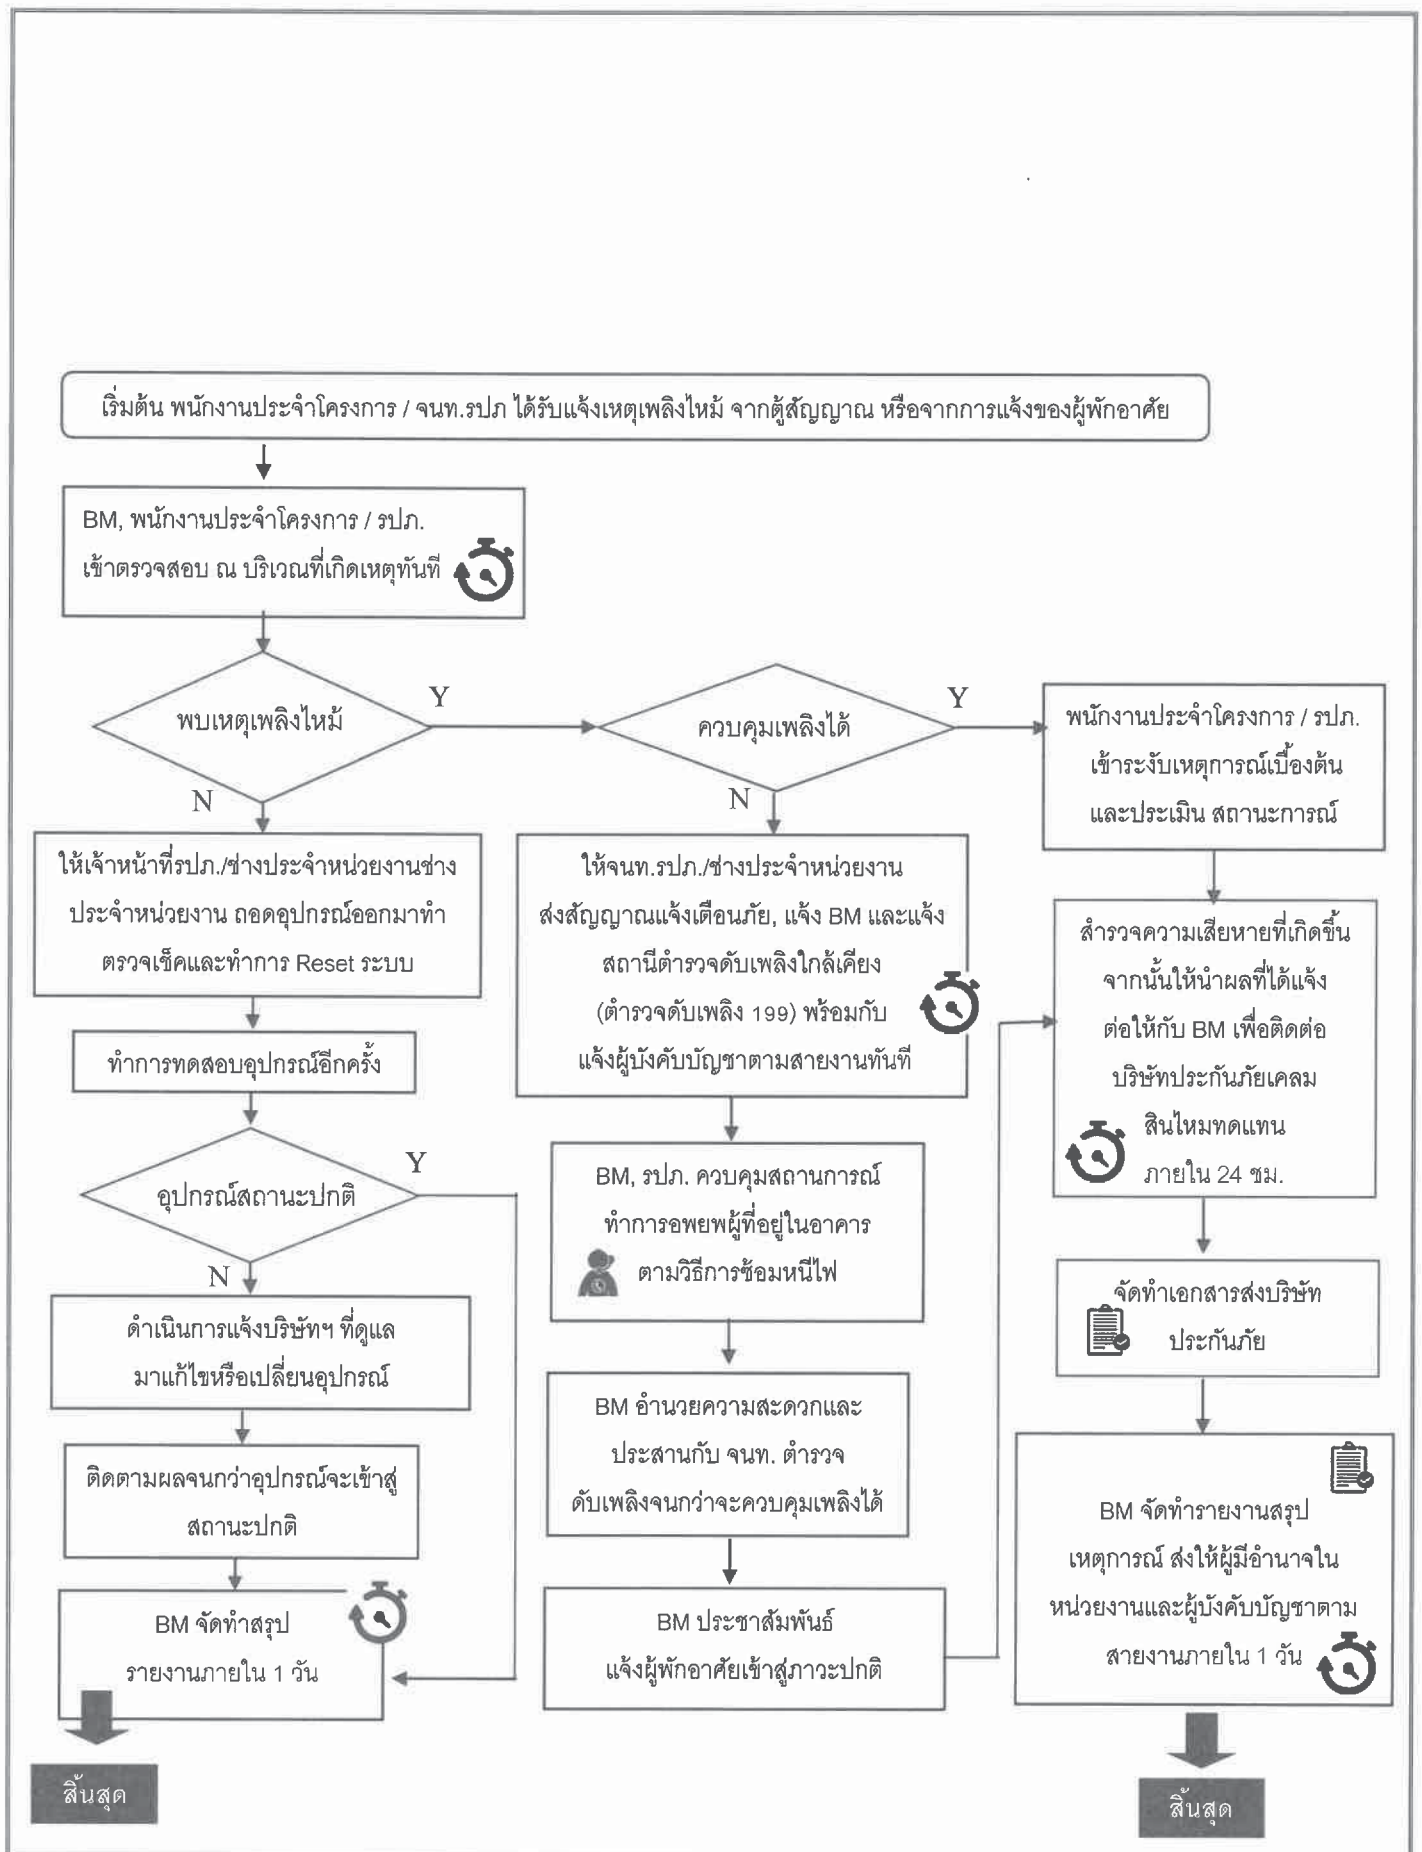 เริ่มต้น พนักงานประจำโครงการ / จนท.รปภ ได้รับแจ้งเหตุเพลิงไหม้ จากตู้สัญญาณ หรือจากการแจ้งของผู้พักอาศัย
BM, พนักงานประจำโครงการ / รปภ.
เข้าตรวจสอบ ณ บริเวณที่เกิดเหตุทันที
พบเหตุเพลิงไหม้
Y
N
ให้เจ้าหน้าที่รปภ./ช่างประจำหน่วยงานช่าง
ประจำหน่วยงาน ถอดอุปกรณ์ออกมาทำ
ตรวจเช็คและทำการ Reset ระบบ
ทำการทดสอบอุปกรณ์อีกครั้ง
อุปกรณ์สถานะปกติ
Y
N
ดำเนินการแจ้งบริษัทฯ ที่ดูแล
มาแก้ไขหรือเปลี่ยนอุปกรณ์
ติดตามผลจนกว่าอุปกรณ์จะเข้าสู่
สถานะปกติ
BM จัดทำสรุป
รายงานภายใน 1 วัน
สิ้นสุด
ควบคุมเพลิงได้
Y
N
ให้จนท.รปภ./ช่างประจำหน่วยงาน
ส่งสัญญาณแจ้งเตือนภัย, แจ้ง BM และแจ้ง
สถานีตำรวจดับเพลิงใกล้เคียง
(ตำรวจดับเพลิง 199) พร้อมกับ
แจ้งผู้บังคับบัญชาตามสายงานทันที
BM, รปภ. ควบคุมสถานการณ์
ทำการอพยพผู้ที่อยู่ในอาคาร
ตามวิธีการซ้อมหนีไฟ
BM อำนวยความสะดวกและ
ประสานกับ จนท. ตำรวจ
ดับเพลิงจนกว่าจะควบคุมเพลิงได้
BM ประชาสัมพันธ์
แจ้งผู้พักอาศัยเข้าสู่ภาวะปกติ
พนักงานประจำโครงการ / รปภ.
เข้าระงับเหตุการณ์เบื้องต้น
และประเมิน สถานะการณ์
สำรวจความเสียหายที่เกิดขึ้น
จากนั้นให้นำผลที่ได้แจ้ง
ต่อให้กับ BM เพื่อติดต่อ
บริษัทประกันภัยเคลม
สินไหมทดแทน
ภายใน 24 ชม.
จัดทำเอกสารส่งบริษัท
ประกันภัย
BM จัดทำรายงานสรุป
เหตุการณ์ ส่งให้ผู้มีอำนาจใน
หน่วยงานและผู้บังคับบัญชาตาม
สายงานภายใน 1 วัน
สิ้นสุด